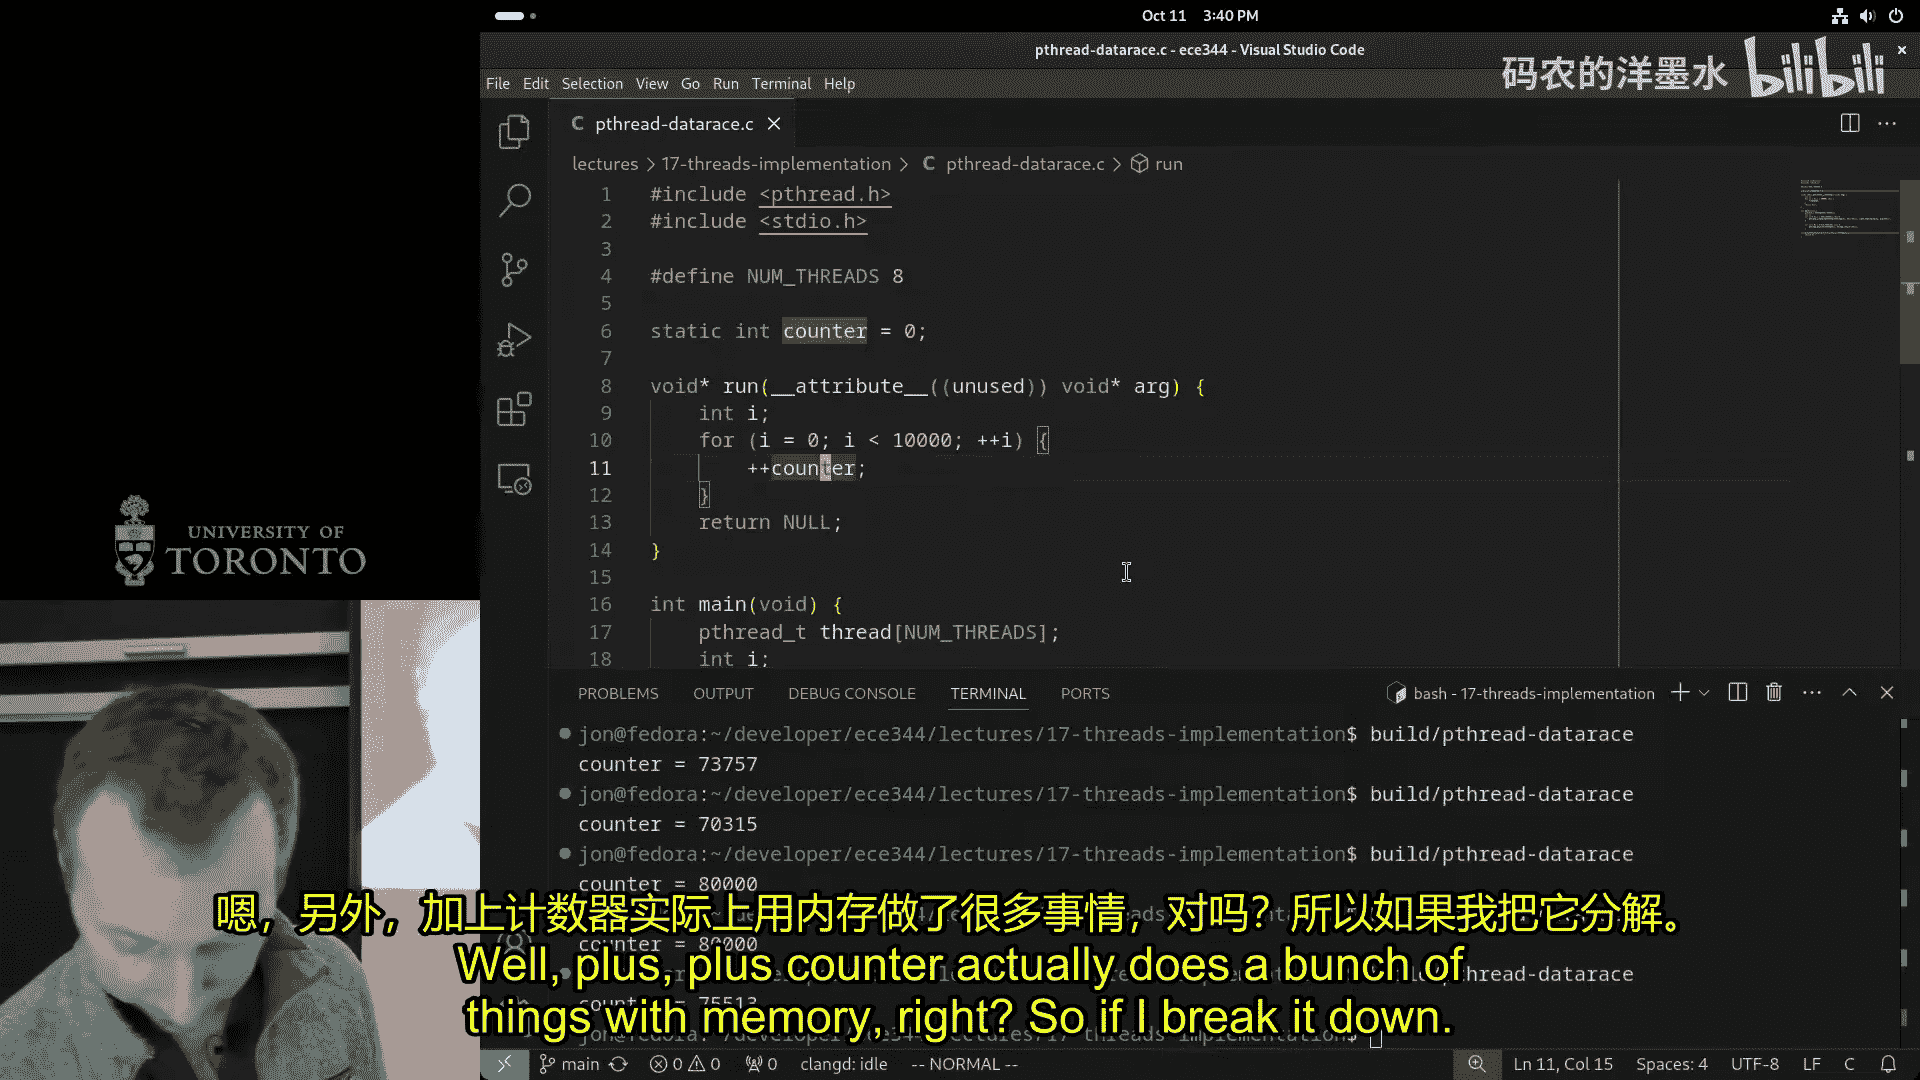 Oct 11 3:40 PM
pthread-datarace.c - ece344 - Visual Studio Code
码农的洋墨水 bilibili
File Edit Selection View Go Run Terminal Help
C pthread-datarace.c
lectures > 17-threads-implementation > C pthread-datarace.c > run
1 #include <pthread.h>
2 #include <stdio.h>
3
4 #define NUM_THREADS 8
5
6 static int counter = 0;
7
8 void* run(__attribute__((unused)) void* arg) {
9 int i;
10 for (i = 0; i < 10000; ++i) {
11 ++counter;
12 }
13 return NULL;
14 }
15
16 int main(void) {
17 pthread_t thread[NUM_THREADS];
18 int i;
UNIVERSITY OF
TORONTO
PROBLEMS OUTPUT DEBUG CONSOLE TERMINAL PORTS bash - 17-threads-implementation
jon@fedora:~/developer/ece344/lectures/17-threads-implementation$ build/pthread-datarace
counter = 73757
jon@fedora:~/developer/ece344/lectures/17-threads-implementation$ build/pthread-datarace
counter = 70315
jon@fedora:~/developer/ece344/lectures/17-threads-implementation$ build/pthread-datarace
counter = 80000
counter = 80000
counter = 75513
嗯，另外，加上计数器实际上用内存做了很多事情，对吗？所以如果我把它分解。
Well, plus, plus counter actually does a bunch of
things with memory, right? So if I break it down.
main 0 0 0 clangd: idle -- NORMAL -- Ln 11, Col 15 Spaces: 4 UTF-8 LF C